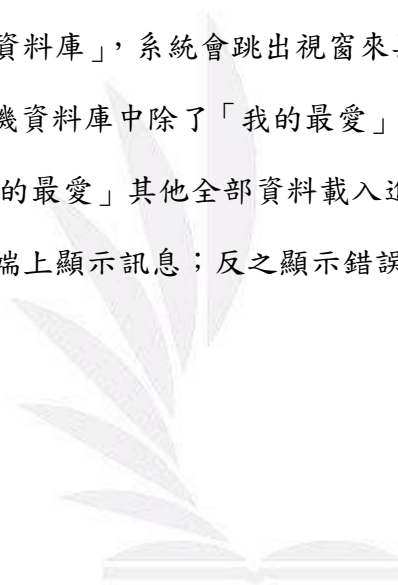 資料庫」，系統會跳出視窗來
機資料庫中除了「我的最愛」
的最愛」其他全部資料載入
端上顯示訊息；反之顯示錯誤